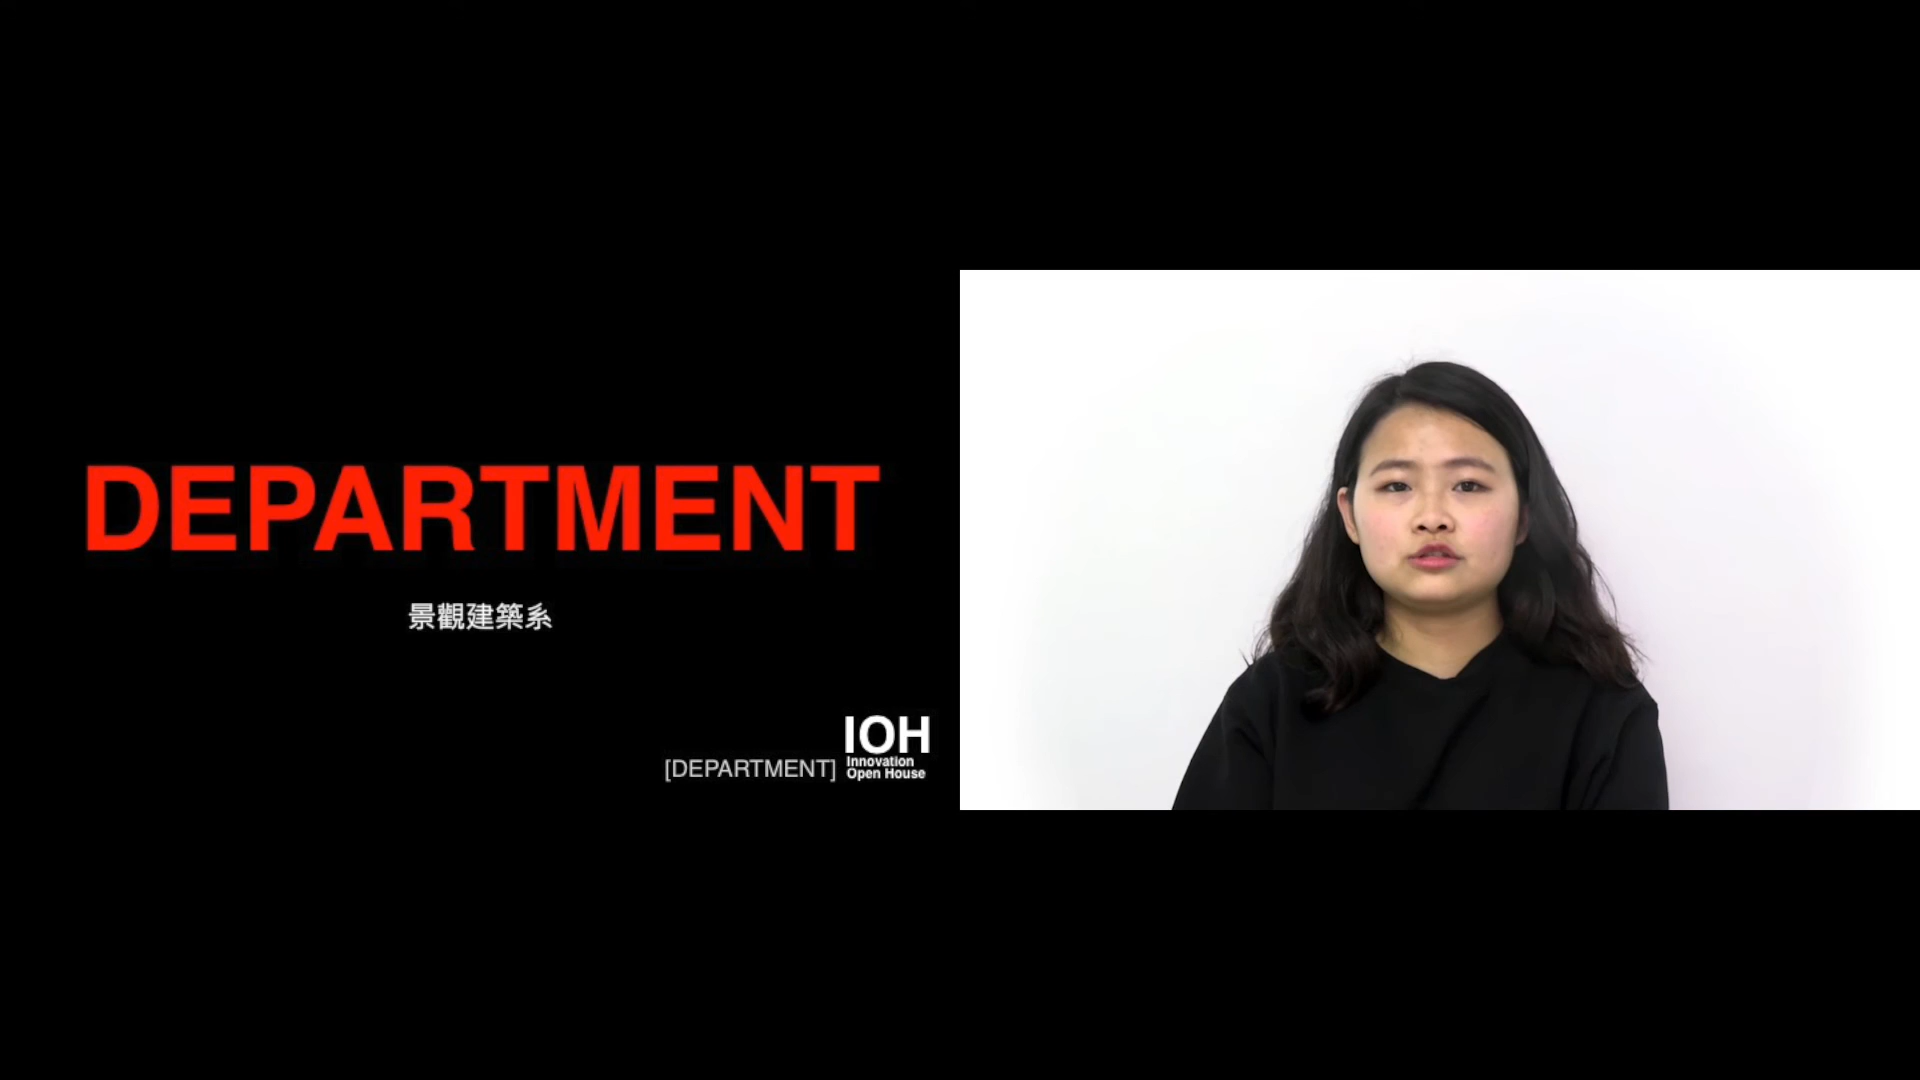 DEPARTMENT
景觀建築系
[DEPARTMENT]
IOH
Innovation
Open House